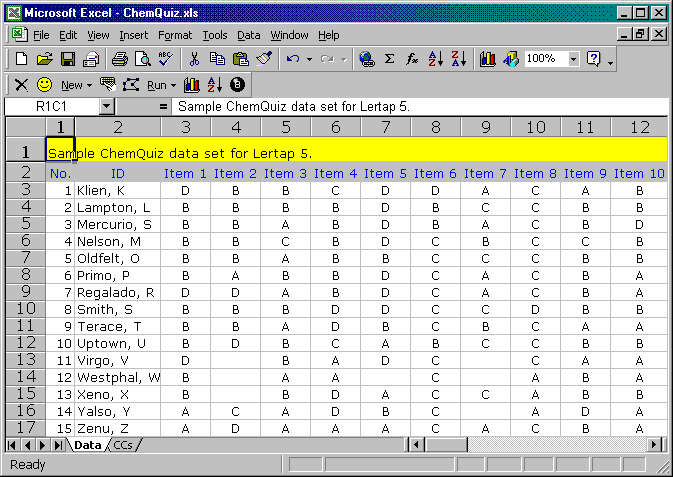 Microsoft Excel - ChemQuiz.xls
File Edit View Insert Format Tools Data Window Help
Σ fx 100%
New Run 8
R1C1 = Sample ChemQuiz data set for Lertap 5.
1 2 3 4 5 6 7 8 9 10 11 12
1 Sample ChemQuiz data set for Lertap 5.
2 No. ID Item 1 Item 2 Item 3 Item 4 Item 5 Item 6 Item 7 Item 8 Item 9 Item 10
3 1 Klien, K D B B C D D A C A B
4 2 Lampton, L B B B B D B C C B B
5 3 Mercurio, S B B A B D B A C B D
6 4 Nelson, M B B C B D C B C C B
7 5 Oldfelt, O B B A B B C C C B B
8 6 Primo, P B A B B D C A C B A
9 7 Regalado, R D D A B D C A C B A
10 8 Smith, S B B B D D C C D B B
11 9 Terace, T B B A D B C B C A A
12 10 Uptown, U B D B C A B C C B B
13 11 Virgo, V D B A D C C A A
14 12 Westphal, W B A A C A B A
15 13 Xeno, X B B D A C C A B B
16 14 Yalso, Y A C A D B C A D A
17 15 Zenu, Z A D A A A C A C B A
Data CCs
Ready